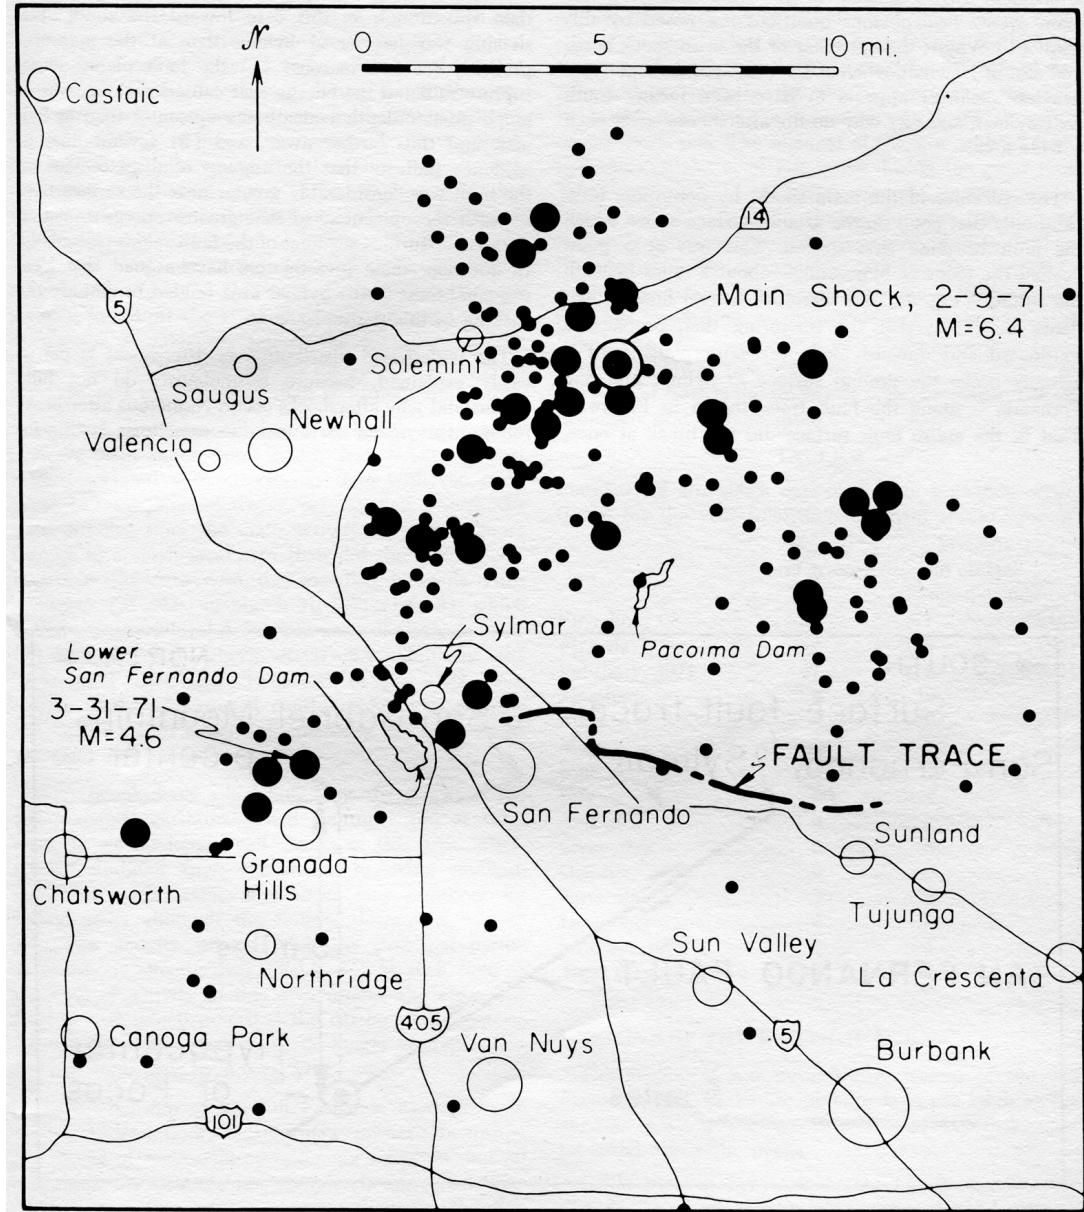 N
0 5 10 mi.
Castaic
14
5
Main Shock, 2-9-71
M=6.4
Solemint
Saugus
Newhall
Valencia
Sylmar
Pacoima Dam
Lower
San Fernando Dam
3-31-71
M=4.6
FAULT TRACE
San Fernando
Sunland
Granada
Hills
Chatsworth
Tujunga
Sun Valley
La Crescenta
Northridge
405
5
Canoga Park
Van Nuys
Burbank
101